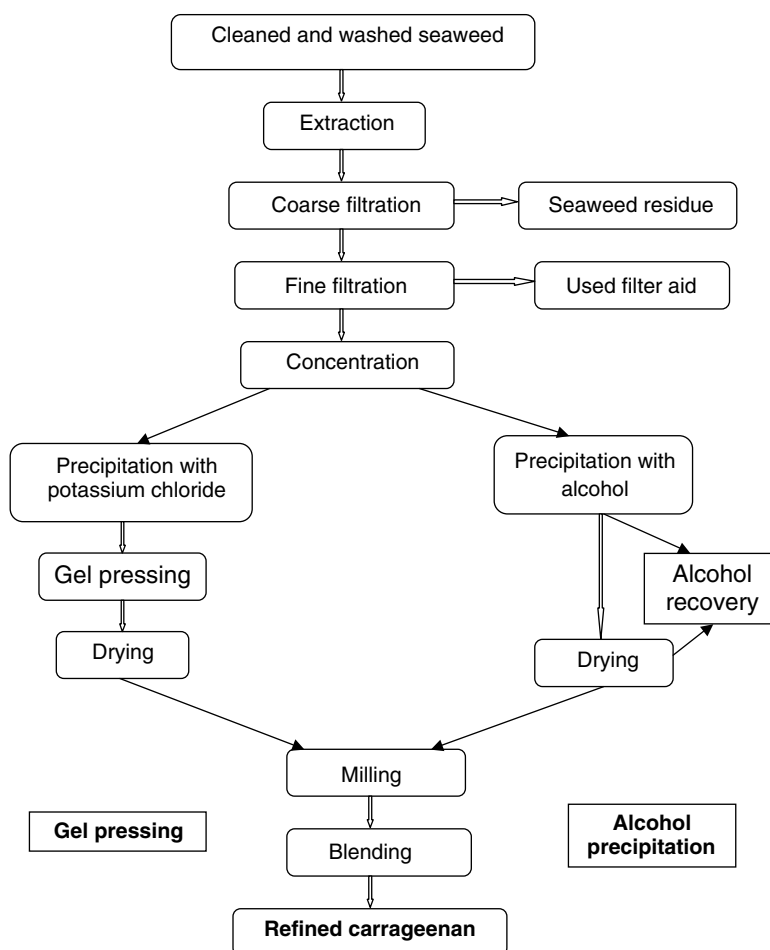 Cleaned and washed seaweed
Extraction
Coarse filtration
Seaweed residue
Fine filtration
Used filter aid
Concentration
Precipitation with
potassium chloride
Precipitation with
alcohol
Gel pressing
Alcohol
recovery
Drying
Drying
Milling
Gel pressing
Alcohol
precipitation
Blending
Refined carrageenan